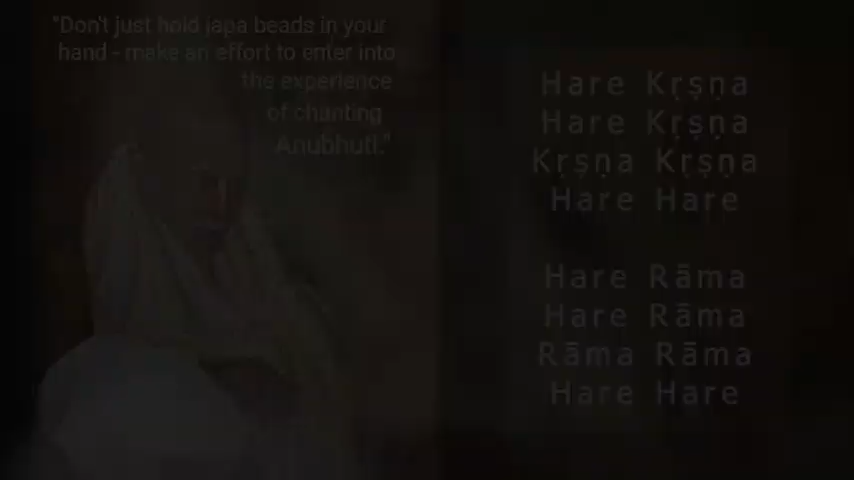 "Don't just hold japa beads in your
hand - make an effort to enter into
the experience
of chanting
Anubhuti."
Hare Kṛṣṇa
Hare Kṛṣṇa
Kṛṣṇa Kṛṣṇa
Hare Hare
Hare Rāma
Hare Rāma
Rāma Rāma
Hare Hare